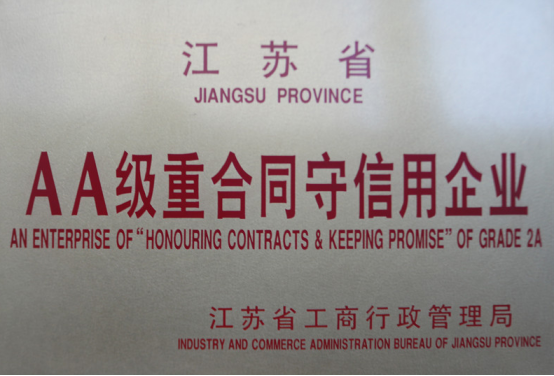 江苏省
JIANGSU PROVINCE
AA级重合同守信用企业
AN ENTERPRISE OF “HONOURING CONTRACTS & KEEPING PROMISE” OF GRADE 2A
江苏省工商行政管理局
INDUSTRY AND COMMERCE ADMINISTRATION BUREAU OF JIANGSU PROVINCE